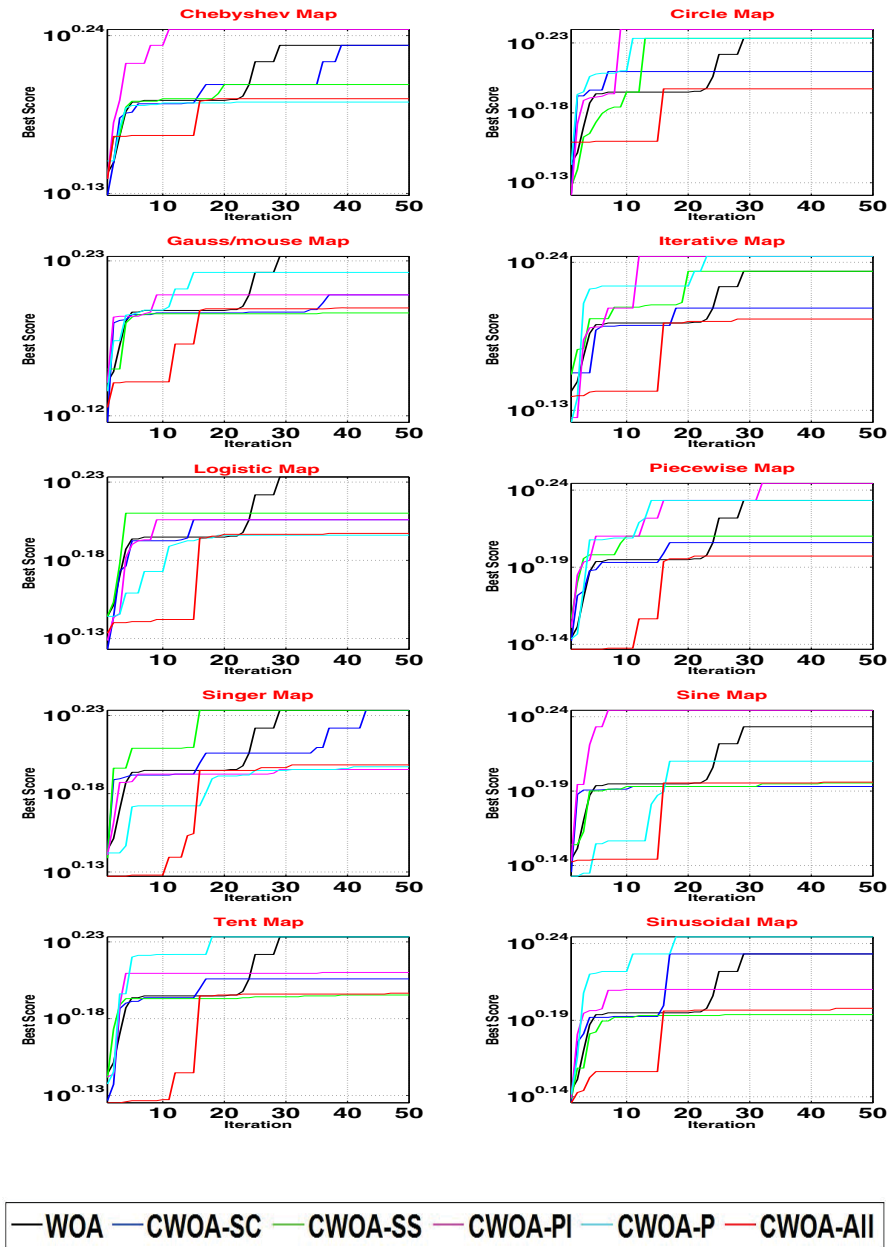 Chebyshev Map
Best Score
10^0.24
10^0.13
10 20 30 40 50
Iteration
Circle Map
Best Score
10^0.23
10^0.18
10^0.13
10 20 30 40 50
Iteration
Gauss/mouse Map
Best Score
10^0.23
10^0.12
10 20 30 40 50
Iteration
Iterative Map
Best Score
10^0.24
10^0.13
10 20 30 40 50
Iteration
Logistic Map
Best Score
10^0.23
10^0.18
10^0.13
10 20 30 40 50
Iteration
Piecewise Map
Best Score
10^0.24
10^0.19
10^0.14
10 20 30 40 50
Iteration
Singer Map
Best Score
10^0.23
10^0.18
10^0.13
10 20 30 40 50
Iteration
Sine Map
Best Score
10^0.24
10^0.19
10^0.14
10 20 30 40 50
Iteration
Tent Map
Best Score
10^0.23
10^0.18
10^0.13
10 20 30 40 50
Iteration
Sinusoidal Map
Best Score
10^0.24
10^0.19
10^0.14
10 20 30 40 50
Iteration
WOA CWOA-SC CWOA-SS CWOA-PI CWOA-P CWOA-All